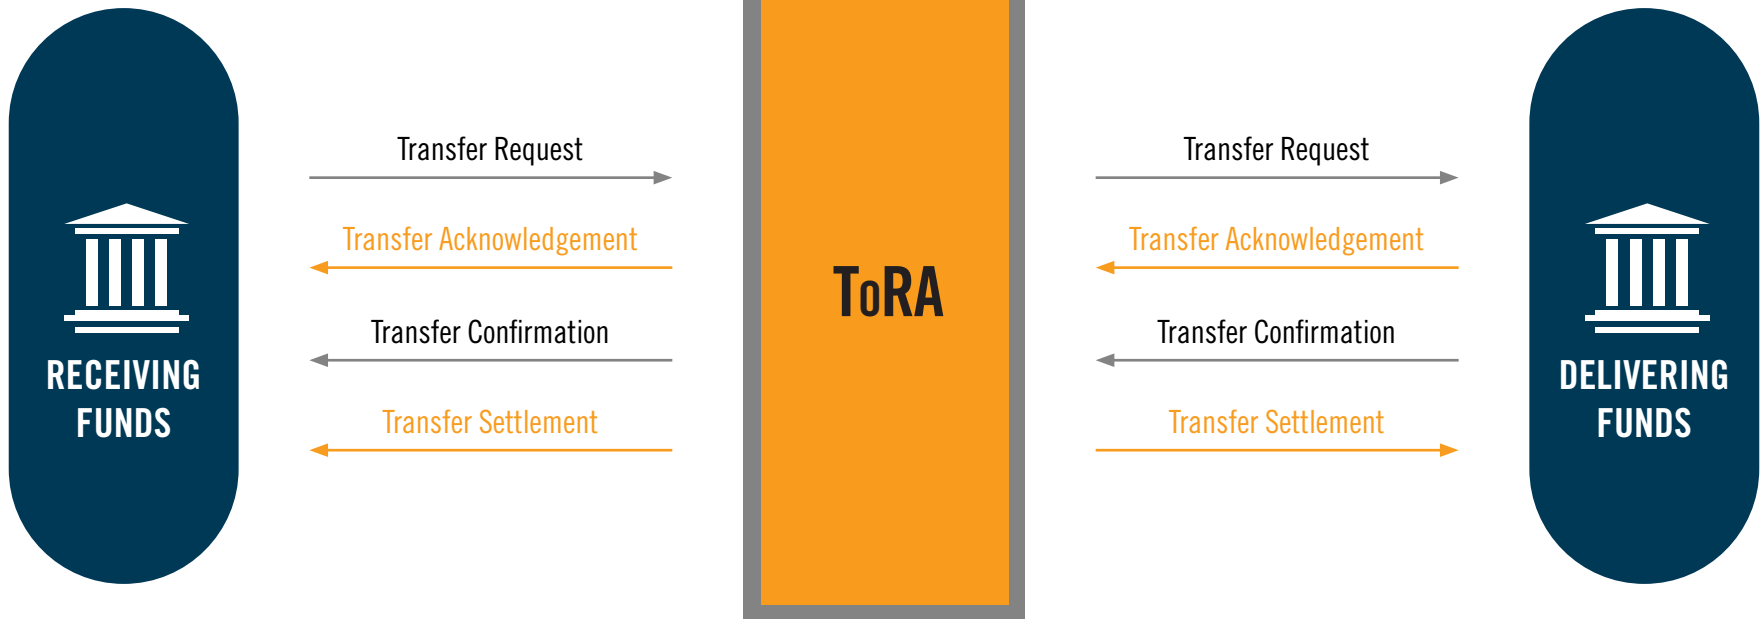 Transfer Request
Transfer Acknowledgement
Transfer Confirmation
Transfer Settlement
RECEIVING
FUNDS
ToRA
Transfer Request
Transfer Acknowledgement
Transfer Confirmation
Transfer Settlement
DELIVERING
FUNDS